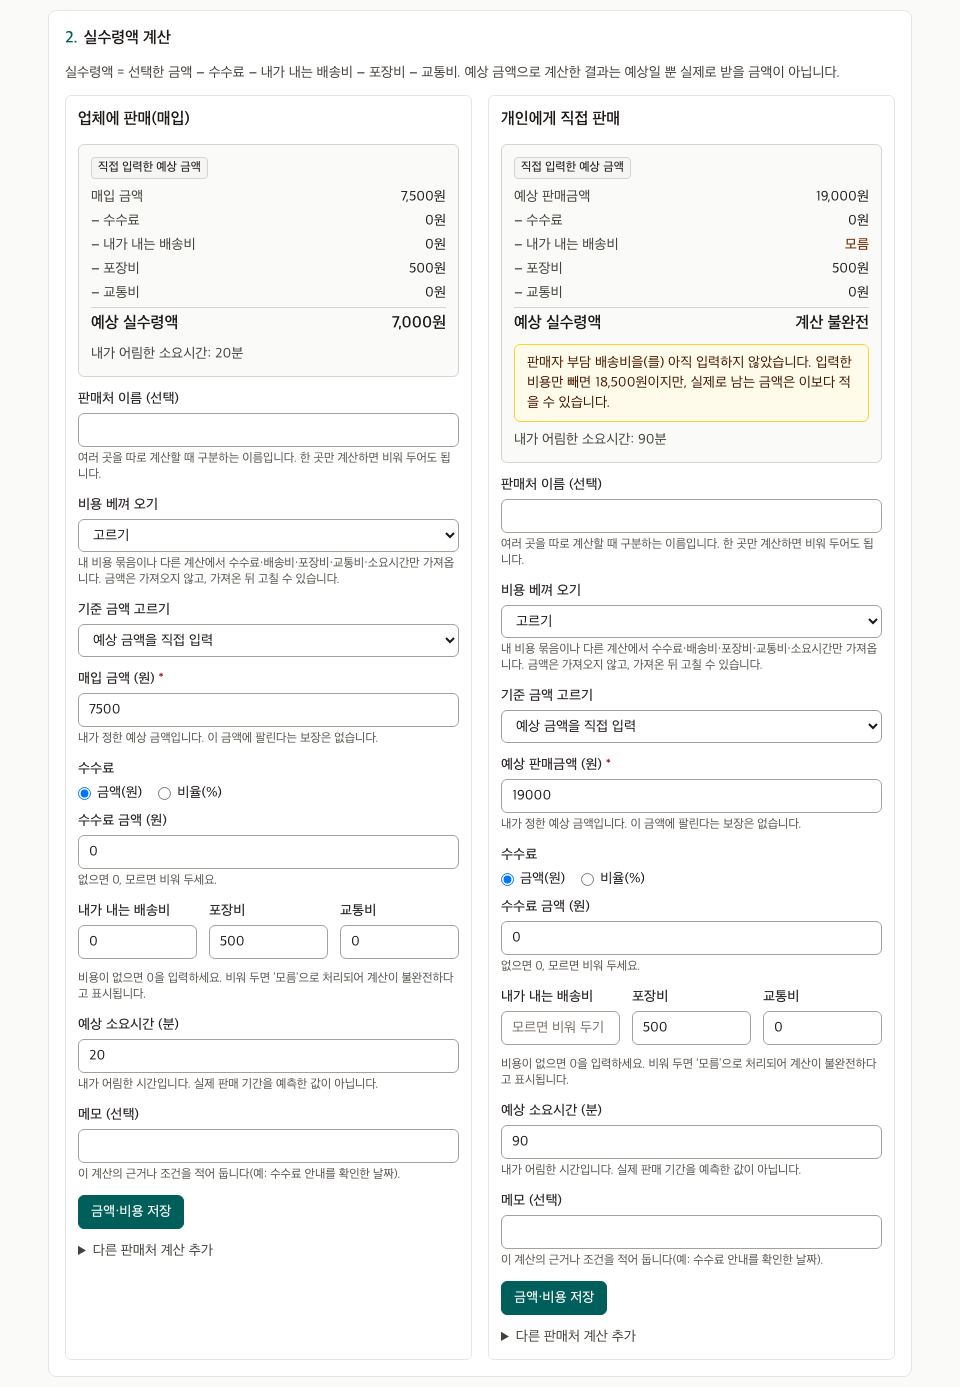 2. 실수령액 계산
실수령액 = 선택한 금액 − 수수료 − 내가 내는 배송비 − 포장비 − 교통비. 예상 금액으로 계산한 결과는 예상일 뿐 실제로 받을 금액이 아닙니다.
업체에 판매(매입)
직접 입력한 예상 금액
매입 금액 7,500원
− 수수료 0원
− 내가 내는 배송비 0원
− 포장비 500원
− 교통비 0원
예상 실수령액 7,000원
내가 어림한 소요시간: 20분
판매처 이름 (선택)
여러 곳을 따로 계산할 때 구분하는 이름입니다. 한 곳만 계산하면 비워 두어도 됩
니다.
비용 베껴 오기
고르기
내 비용 묶음이나 다른 계산에서 수수료·배송비·포장비·교통비·소요시간만 가져옵
니다. 금액은 가져오지 않고, 가져온 뒤 고칠 수 있습니다.
기준 금액 고르기
예상 금액을 직접 입력
매입 금액 (원) *
7500
내가 정한 예상 금액입니다. 이 금액에 팔린다는 보장은 없습니다.
수수료
금액(원) 비율(%)
수수료 금액 (원)
0
없으면 0, 모르면 비워 두세요.
내가 내는 배송비 포장비 교통비
0 500 0
비용이 없으면 0을 입력하세요. 비워 두면 '모름'으로 처리되어 계산이 불완전하다
고 표시됩니다.
예상 소요시간 (분)
20
내가 어림한 시간입니다. 실제 판매 기간을 예측한 값이 아닙니다.
메모 (선택)
이 계산의 근거나 조건을 적어 둡니다(예: 수수료 안내를 확인한 날짜).
금액·비용 저장
▶ 다른 판매처 계산 추가
개인에게 직접 판매
직접 입력한 예상 금액
예상 판매금액 19,000원
− 수수료 0원
− 내가 내는 배송비 모름
− 포장비 500원
− 교통비 0원
예상 실수령액 계산 불완전
판매자 부담 배송비을(를) 아직 입력하지 않았습니다. 입력한
비용만 빼면 18,500원이지만, 실제로 남는 금액은 이보다 적
을 수 있습니다.
내가 어림한 소요시간: 90분
판매처 이름 (선택)
여러 곳을 따로 계산할 때 구분하는 이름입니다. 한 곳만 계산하면 비워 두어도 됩
니다.
비용 베껴 오기
고르기
내 비용 묶음이나 다른 계산에서 수수료·배송비·포장비·교통비·소요시간만 가져옵
니다. 금액은 가져오지 않고, 가져온 뒤 고칠 수 있습니다.
기준 금액 고르기
예상 금액을 직접 입력
예상 판매금액 (원) *
19000
내가 정한 예상 금액입니다. 이 금액에 팔린다는 보장은 없습니다.
수수료
금액(원) 비율(%)
수수료 금액 (원)
0
없으면 0, 모르면 비워 두세요.
내가 내는 배송비 포장비 교통비
모르면 비워 두기 500 0
비용이 없으면 0을 입력하세요. 비워 두면 '모름'으로 처리되어 계산이 불완전하다
고 표시됩니다.
예상 소요시간 (분)
90
내가 어림한 시간입니다. 실제 판매 기간을 예측한 값이 아닙니다.
메모 (선택)
이 계산의 근거나 조건을 적어 둡니다(예: 수수료 안내를 확인한 날짜).
금액·비용 저장
▶ 다른 판매처 계산 추가